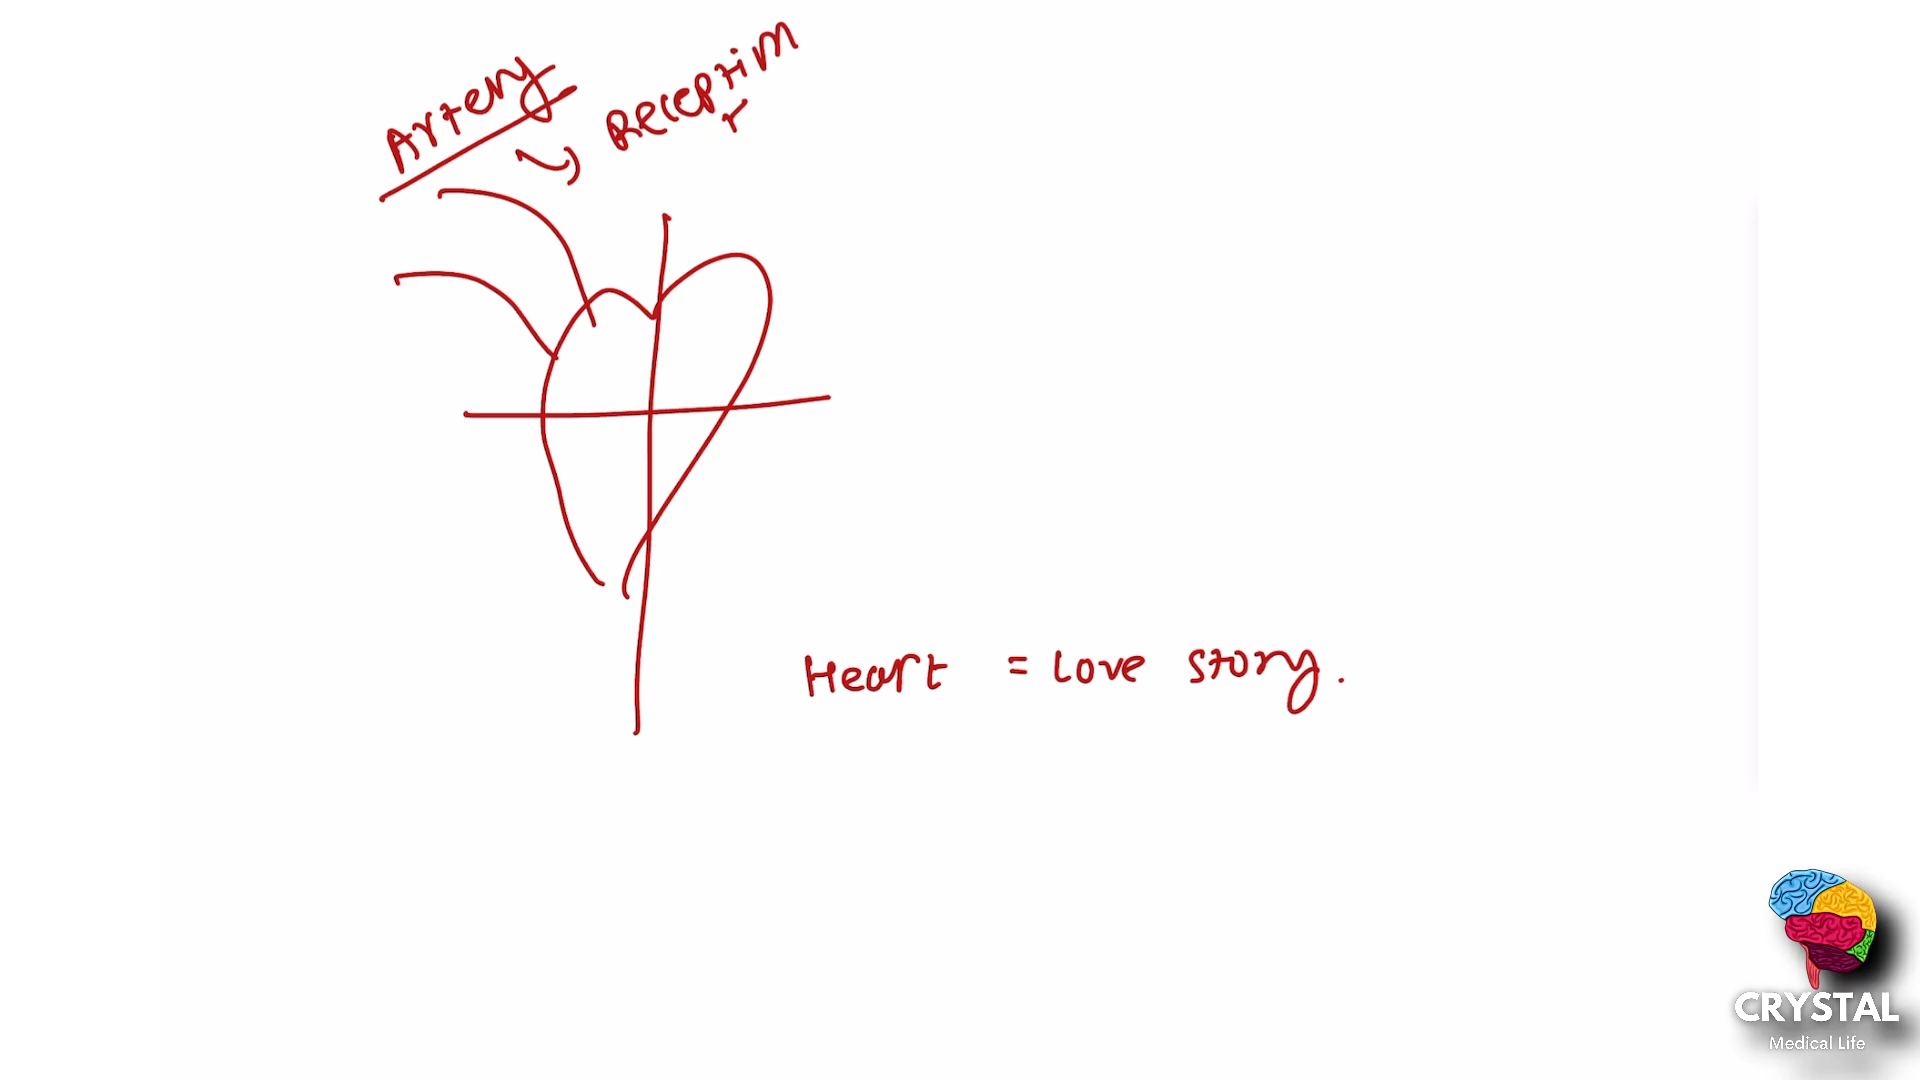 Artery
Reception
Heart = Love story.
CRYSTAL
Medical Life